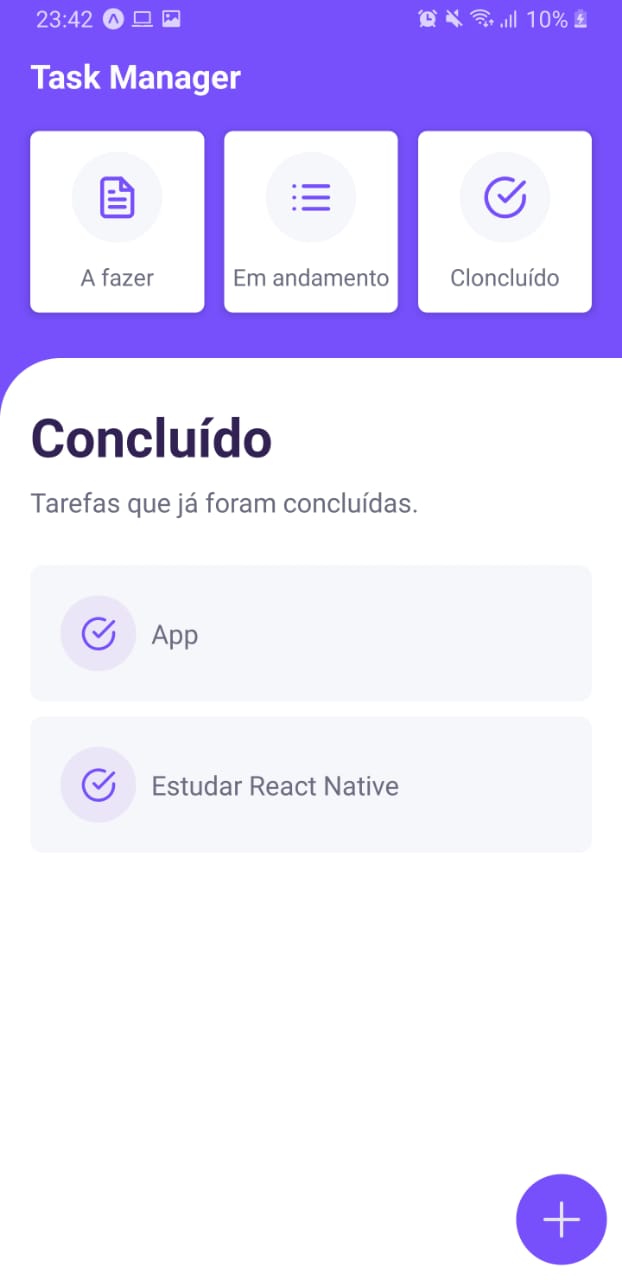 23:42 10%
Task Manager
A fazer
Em andamento
Cloncluído
Concluído
Tarefas que já foram concluídas.
App
Estudar React Native